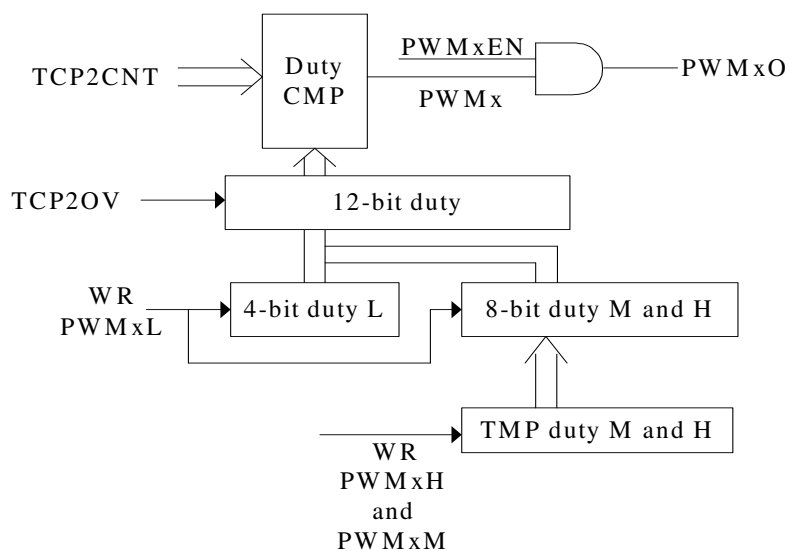 TCP2CNT
Duty
CMP
PWMxEN
PWMx
PWMxO
TCP2OV
12-bit duty
WR
PWMxL
4-bit duty L
8-bit duty M and H
TMP duty M and H
WR
PWMxH
and
PWMxM